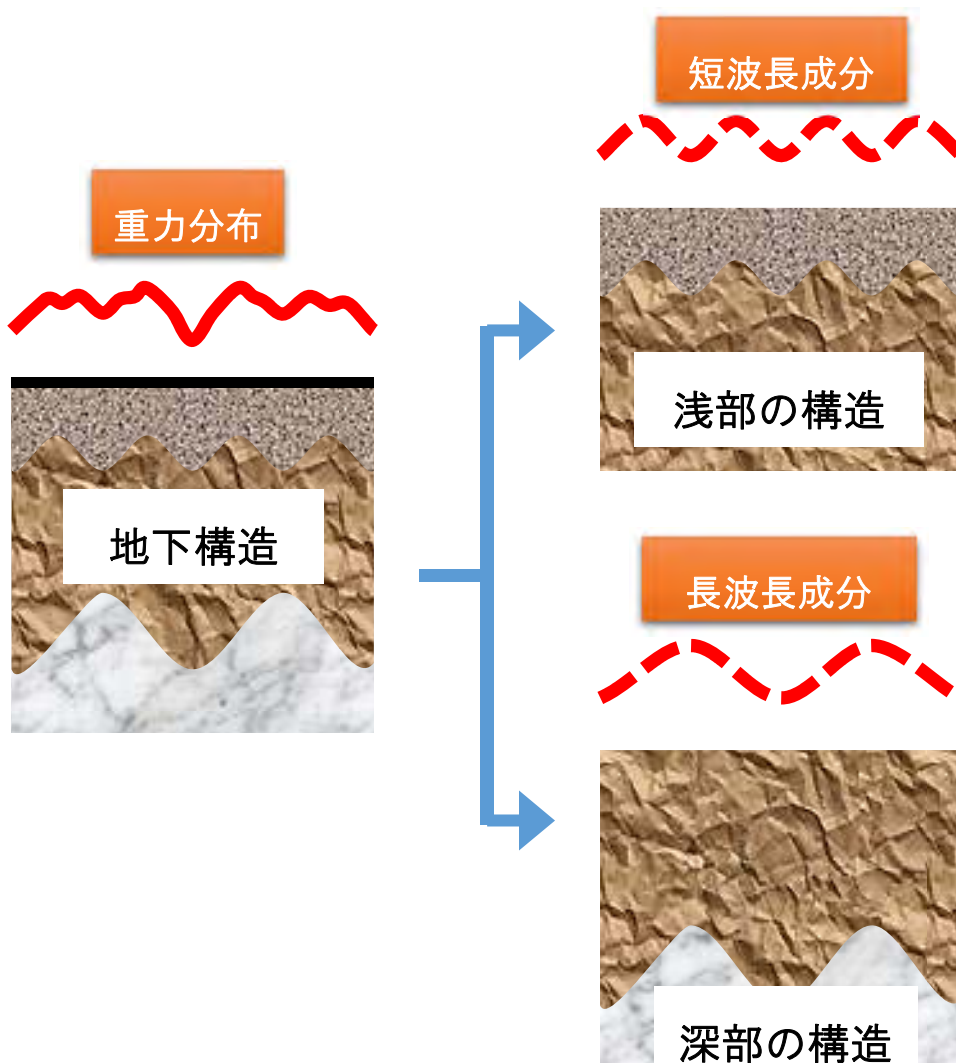 重力分布
地下構造
短波長成分
浅部の構造
長波長成分
深部の構造